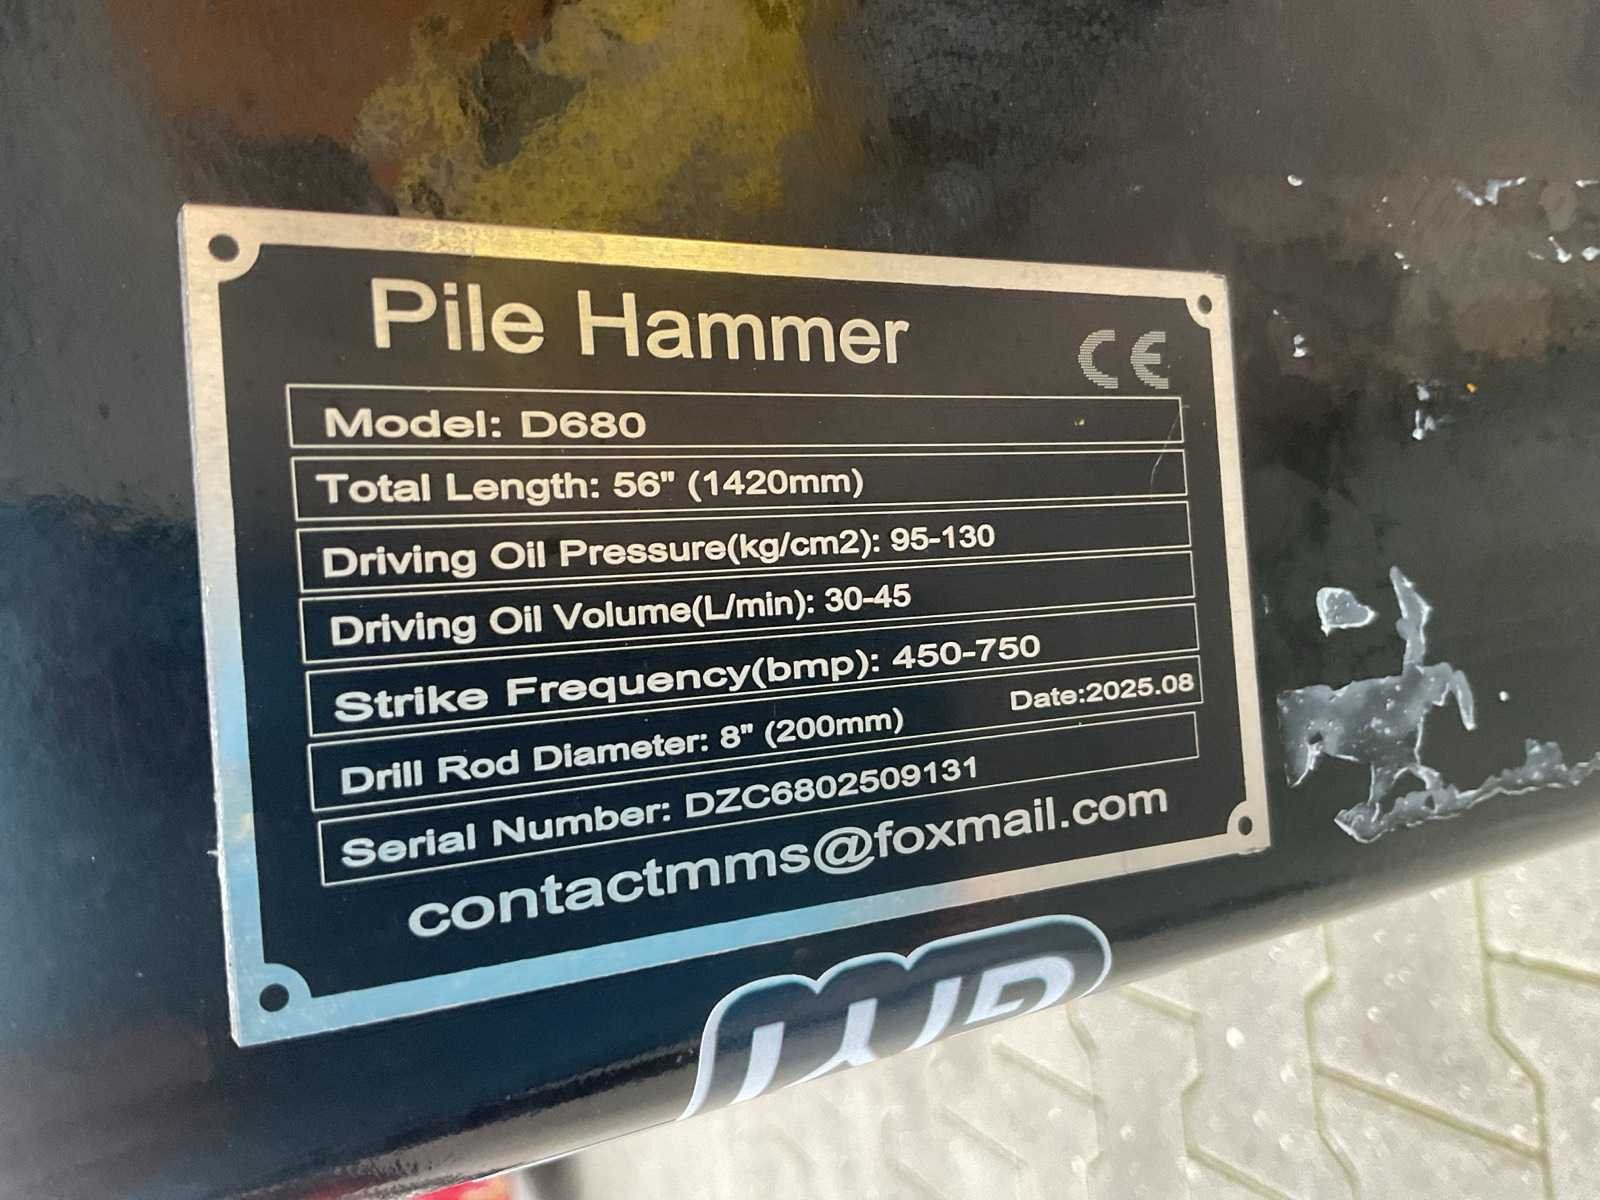 Pile Hammer
CE
Model: D680
Total Length: 56" (1420mm)
Driving Oil Pressure(kg/cm2): 95-130
Driving Oil Volume(L/min): 30-45
Strike Frequency(bmp): 450-750
Drill Rod Diameter: 8" (200mm) Date:2025.08
Serial Number: DZC6802509131
contactmms@foxmail.com